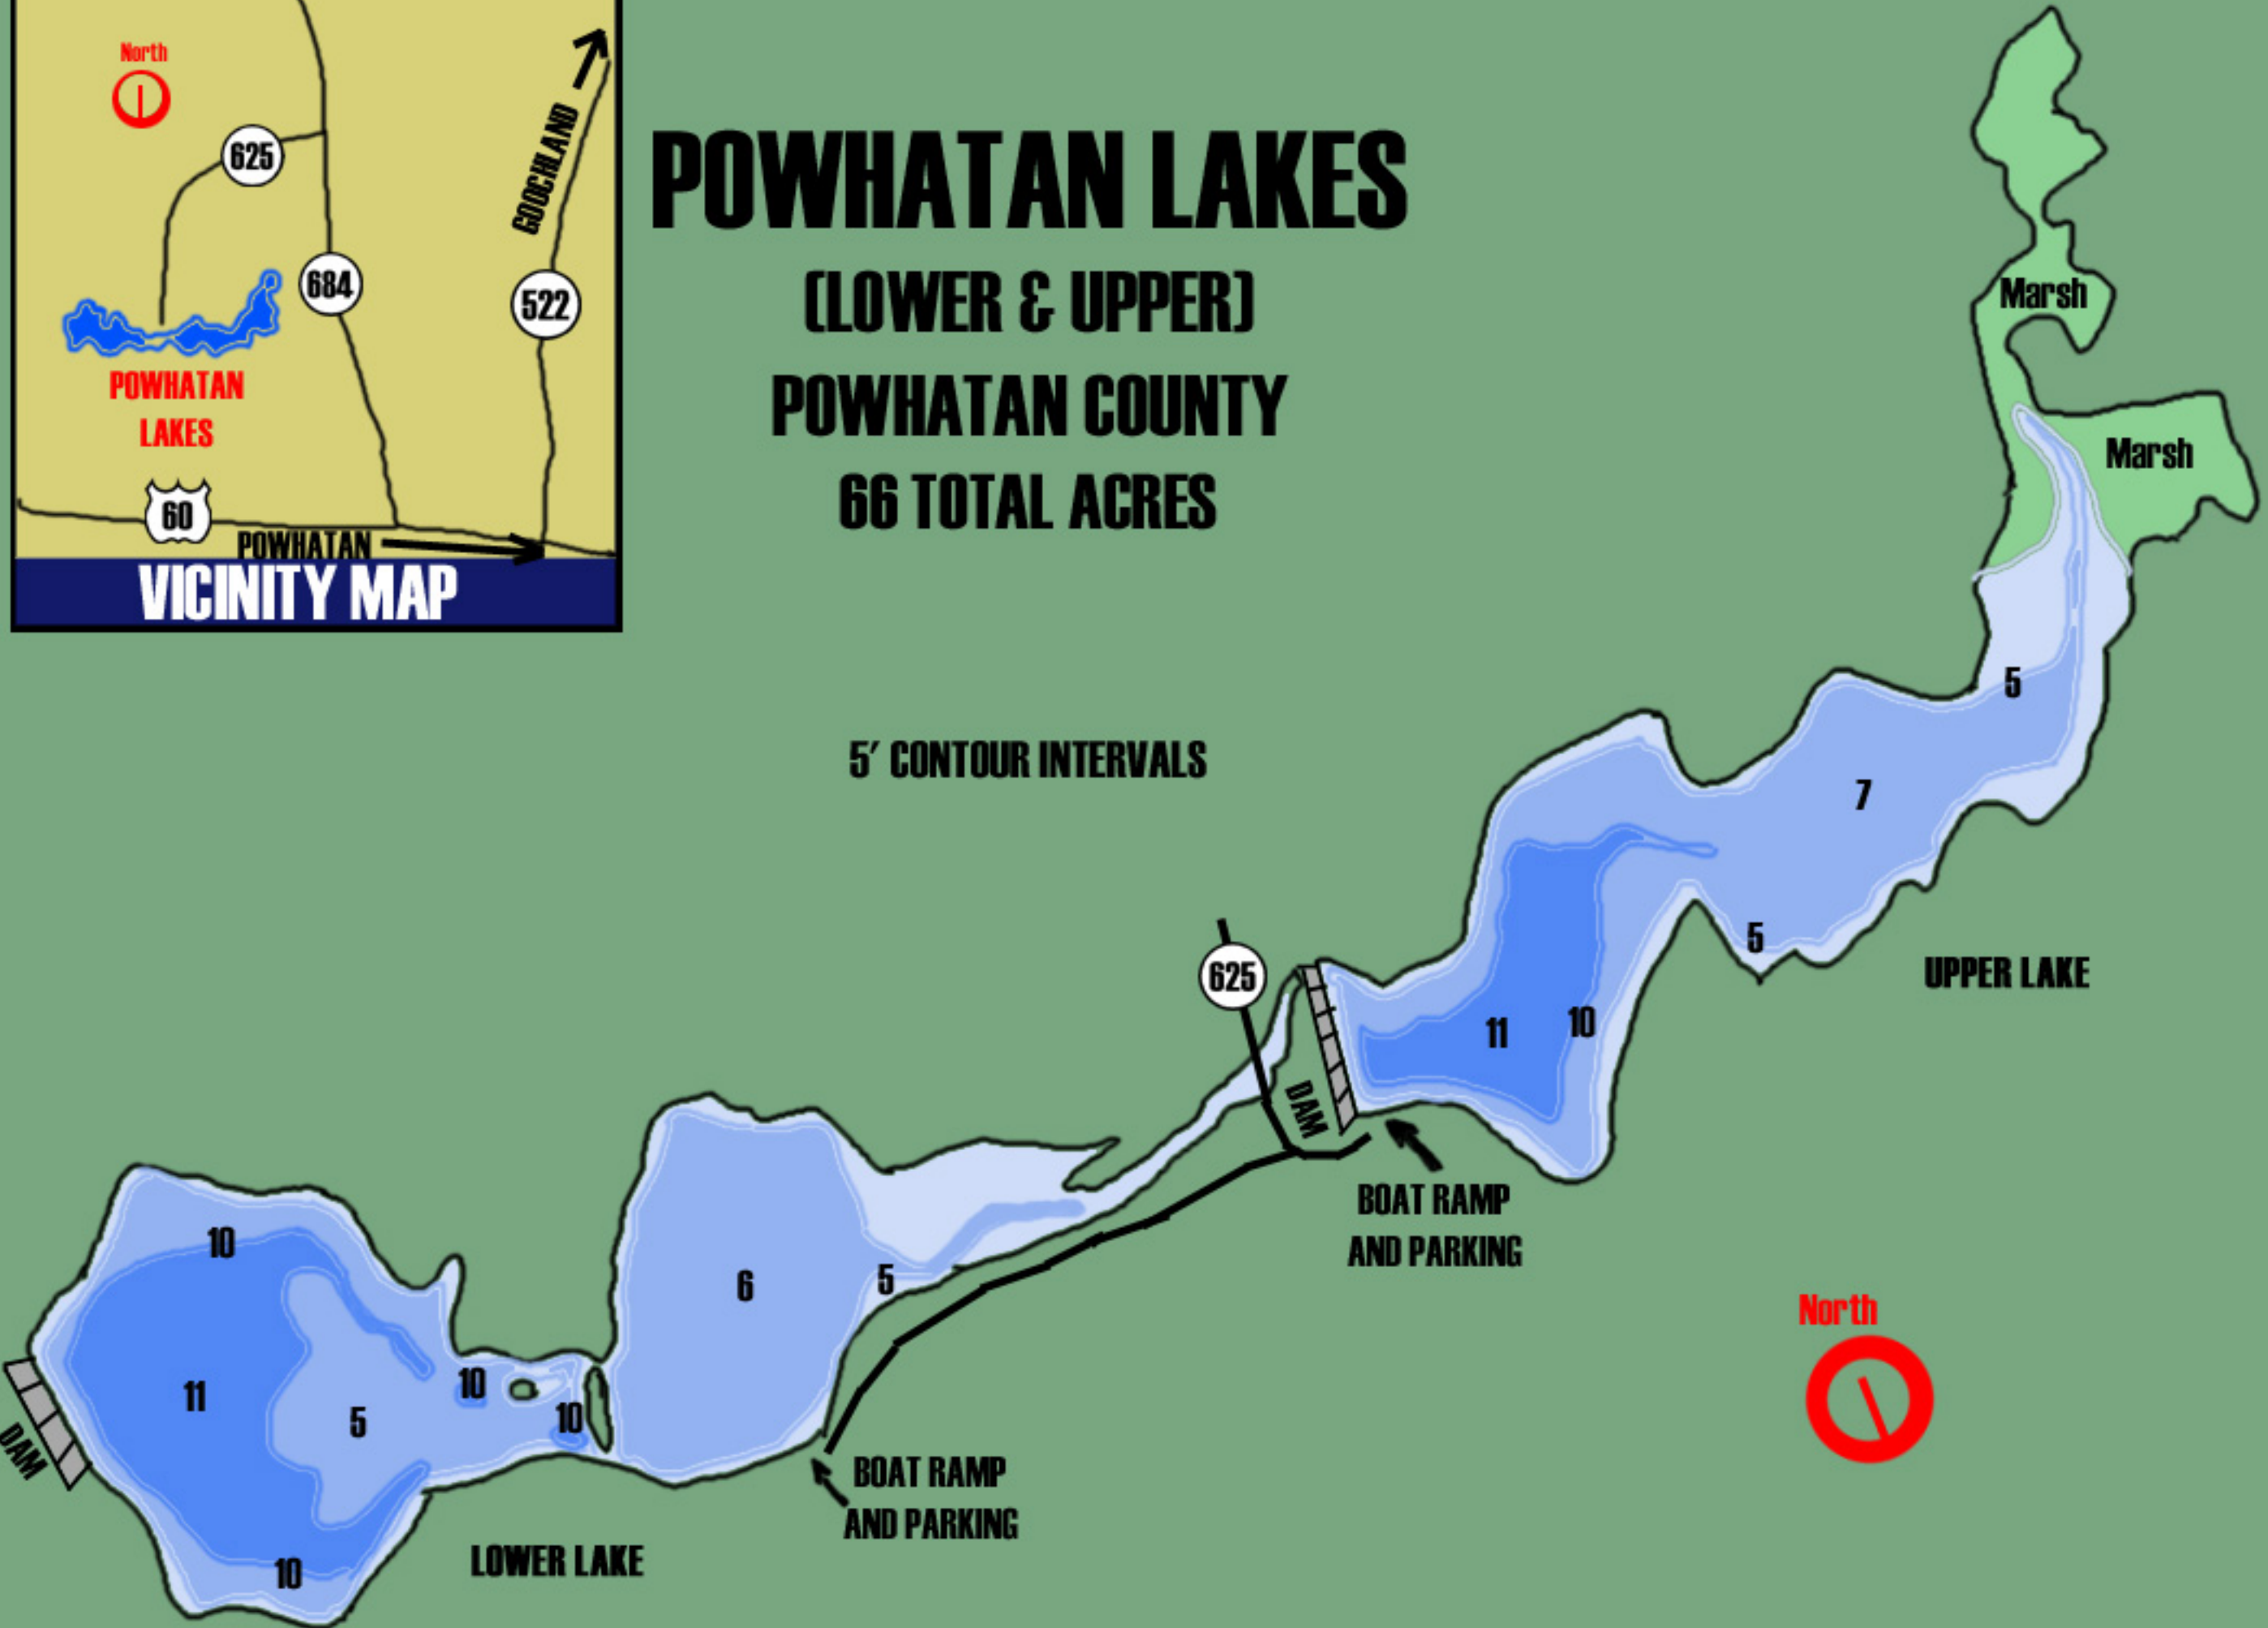 North
625
GOOCHLAND
684
522
POWHATAN
LAKES
60
POWHATAN
VICINITY MAP
POWHATAN LAKES
(LOWER & UPPER)
POWHATAN COUNTY
66 TOTAL ACRES
5' CONTOUR INTERVALS
Marsh
Marsh
5
7
5
UPPER LAKE
11
10
625
DAM
BOAT RAMP
AND PARKING
North
6
5
BOAT RAMP
AND PARKING
10
11
5
10
10
10
DAM
LOWER LAKE